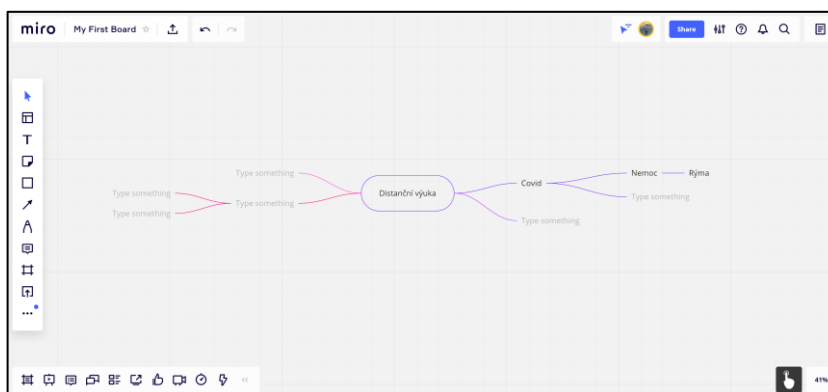 miro My First Board Share
Type something Nemoc Rýma
Type something Distanční výuka Covid Type something
Type something Type something
Type something
41%